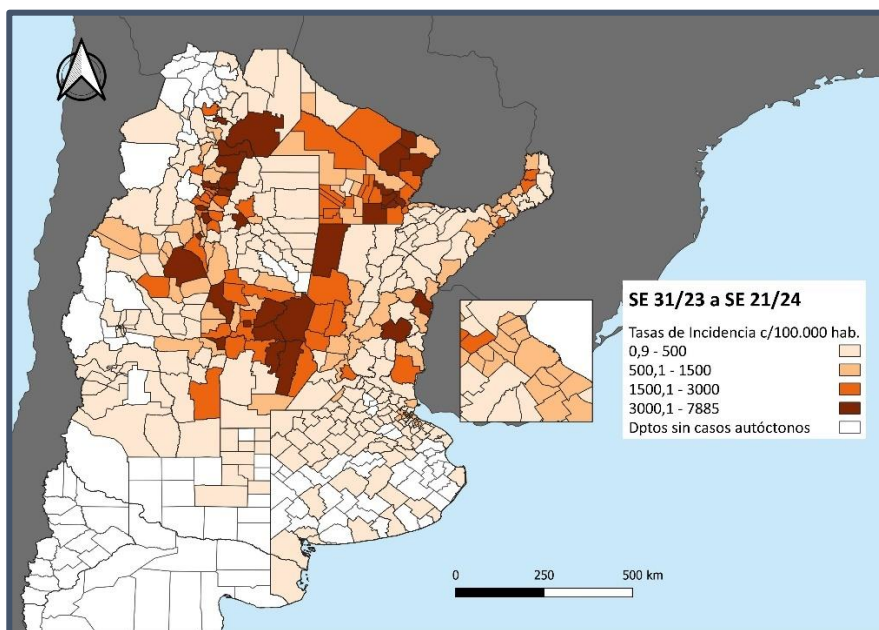 SE 31/23 a SE 21/24
Tasas de Incidencia c/100.000 hab.
0,9 - 500
500,1 - 1500
1500,1 - 3000
3000,1 - 7885
Dptos sin casos autóctonos
0 250 500 km